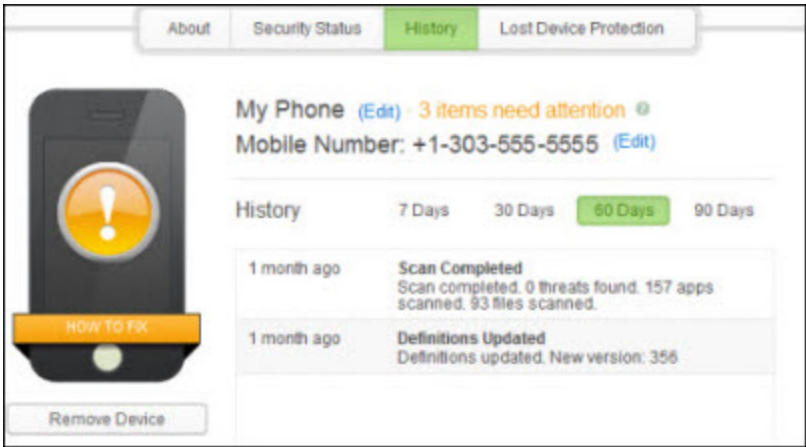 About Security Status History Lost Device Protection
My Phone (Edit) · 3 items need attention ?
Mobile Number: +1-303-555-5555 (Edit)
!
History 7 Days 30 Days 60 Days 90 Days
1 month ago Scan Completed
Scan completed. 0 threats found. 157 apps
scanned. 93 files scanned.
HOW TO FIX
1 month ago Definitions Updated
Definitions updated. New version: 356
Remove Device